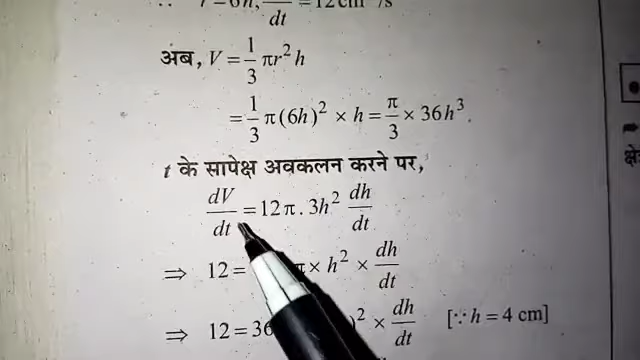 ∴ r = 6h, dt = 12 cm³/s
अब, V = 1/3 πr²h
= 1/3 π(6h)² × h = π/3 × 36h³.
t के सापेक्ष अवकलन करने पर,
dV/dt = 12π . 3h² dh/dt
⇒ 12 = π × h² × dh/dt
⇒ 12 = 36 )² × dh/dt [∵ h = 4 cm]
क्षे